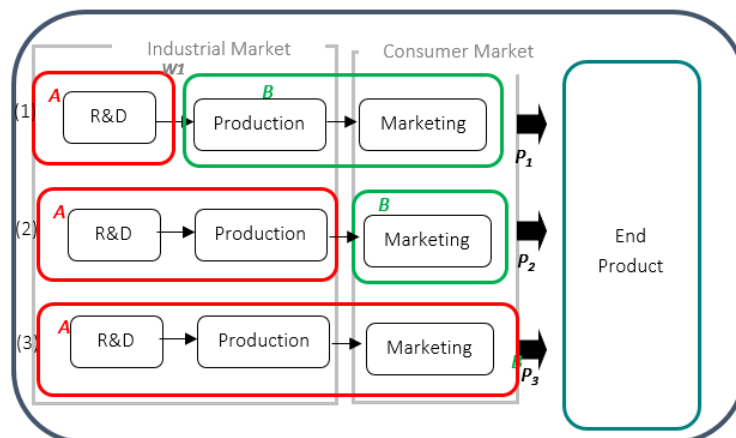 Industrial Market
Consumer Market
W1
A
B
(1)
R&D
Production
Marketing
P1
A
B
(2)
R&D
Production
Marketing
P2
End
Product
A
(3)
R&D
Production
Marketing
B
P3